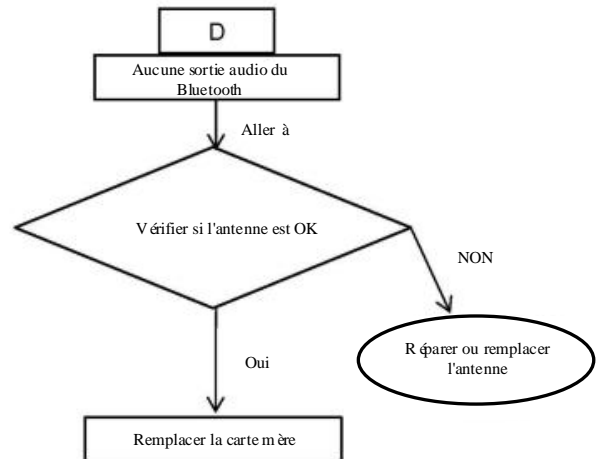 D
Aucune sortie audio du
Bluetooth
Aller à
Vérifier si l'antenne est OK
NON
Réparer ou remplacer
l'antenne
Oui
Remplacer la carte mère